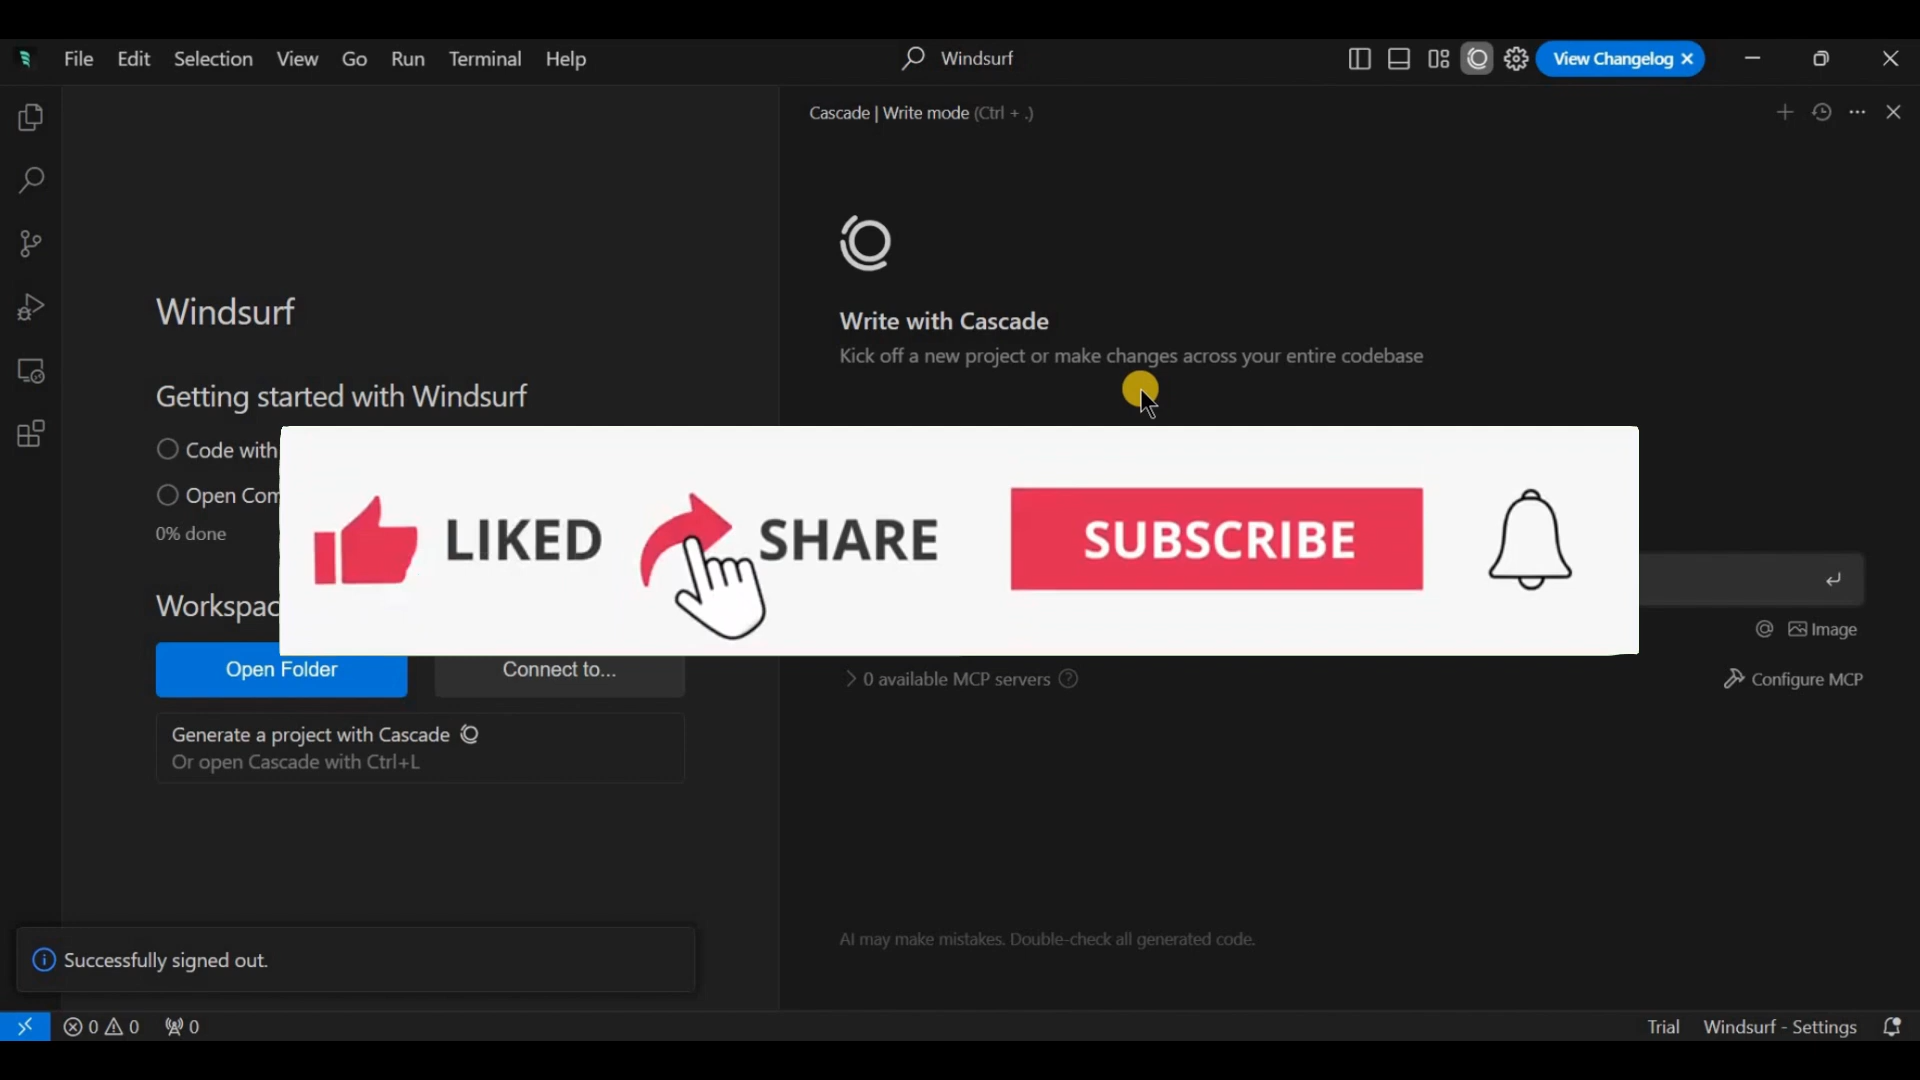 File Edit Selection View Go Run Terminal Help
Windsurf
View Changelog
Cascade | Write mode (Ctrl + .)
Windsurf
Write with Cascade
Kick off a new project or make changes across your entire codebase
Getting started with Windsurf
Code with
Open Com
0% done
LIKED SHARE SUBSCRIBE
Workspac
Image
Open Folder
Connect to...
0 available MCP servers
Configure MCP
Generate a project with Cascade
Or open Cascade with Ctrl+L
AI may make mistakes. Double-check all generated code.
Successfully signed out.
0 0 0
Trial Windsurf - Settings